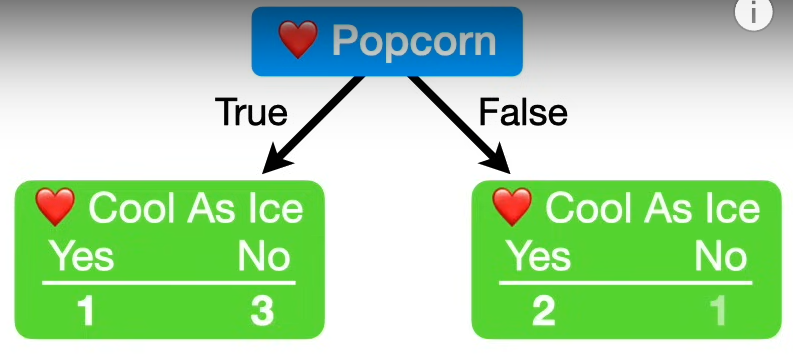 ❤️ Popcorn
True False
❤️ Cool As Ice
Yes No
1 3
❤️ Cool As Ice
Yes No
2 1